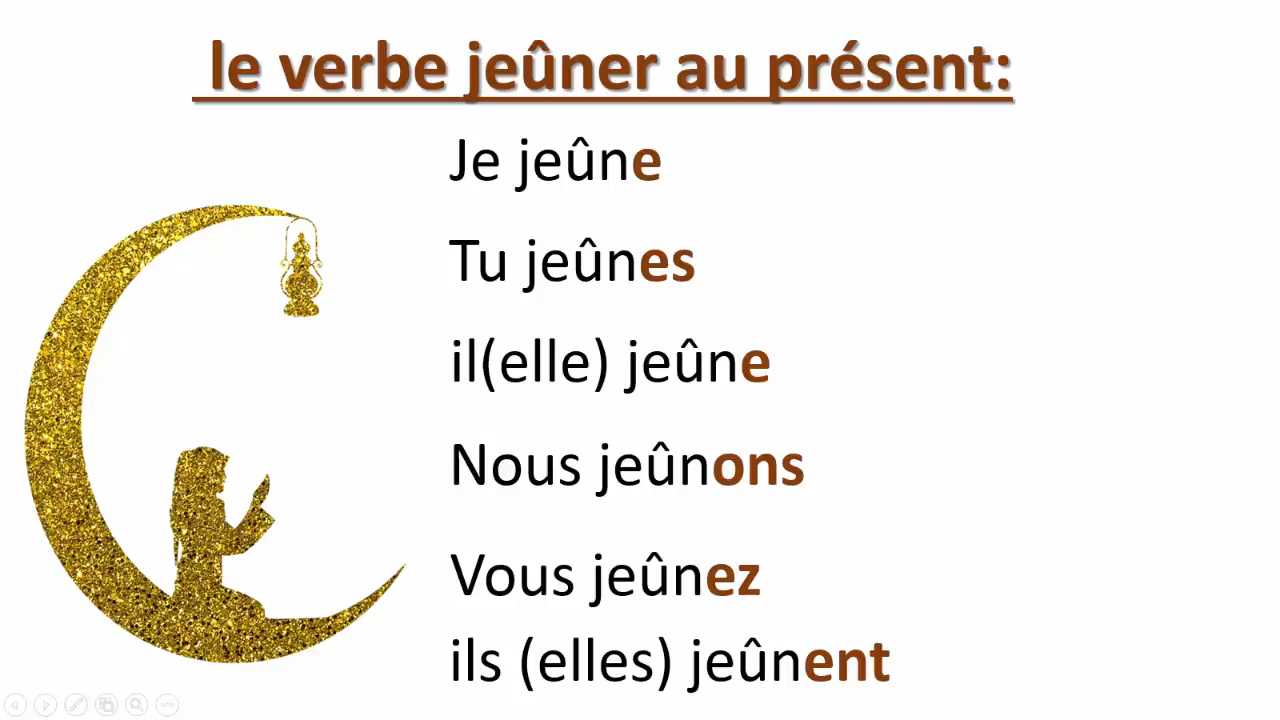 le verbe jeûner au présent:
Je jeûne
Tu jeûnes
il(elle) jeûne
Nous jeûnons
Vous jeûnez
ils (elles) jeûnent